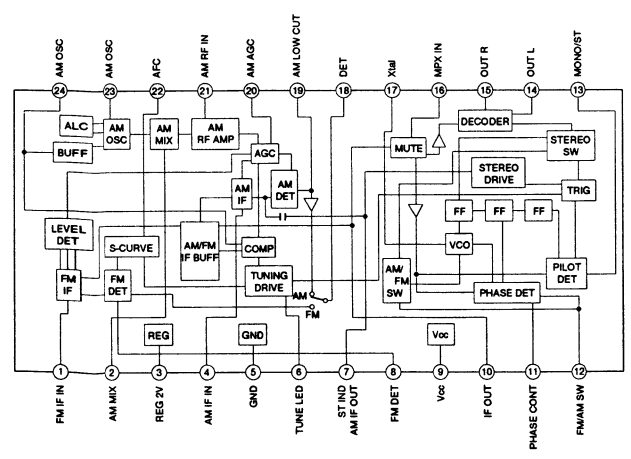 AM OSC
AM OSC
AFC
AM RF IN
AM AGC
AM LOW CUT
DET
Xtal
MPX IN
OUT R
OUT L
MONO/ST
24
23
22
21
20
19
18
17
16
15
14
13
ALC
BUFF
AM
OSC
AM
MIX
AM
RF AMP
AGC
AM
IF
AM
DET
MUTE
DECODER
STEREO
SW
STEREO
DRIVE
TRIG
FF
FF
FF
LEVEL
DET
S-CURVE
AM/FM
IF BUFF
COMP
VCO
FM
IF
FM
DET
TUNING
DRIVE
AM
FM
AM/
FM
SW
PHASE DET
PILOT
DET
REG
GND
Vcc
1
2
3
4
5
6
7
8
9
10
11
12
FM IF IN
AM MIX
REG 2V
AM IF IN
GND
TUNE LED
ST IND
AM IF OUT
FM DET
Vcc
IF OUT
PHASE CONT
FM/AM SW